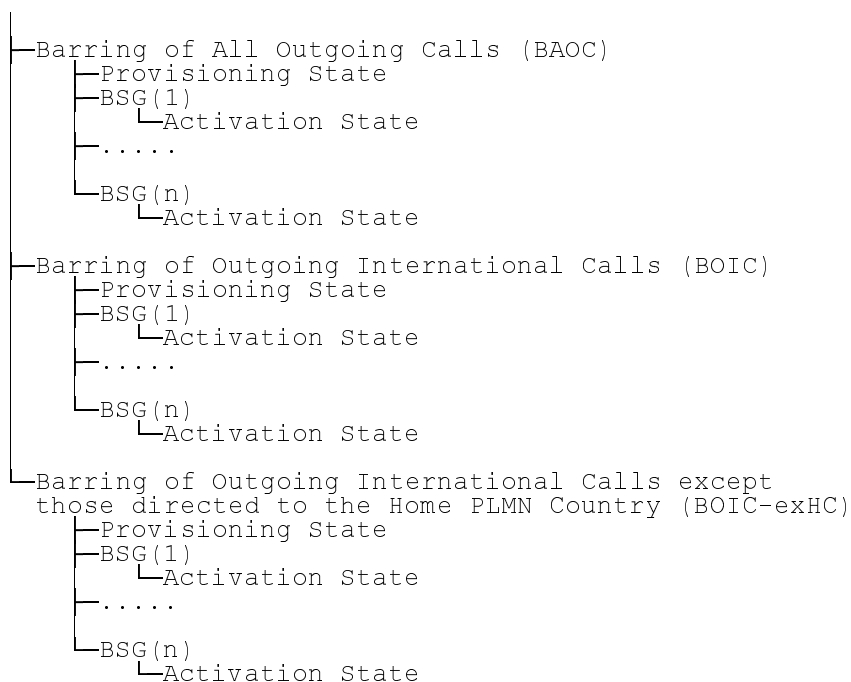 Barring of All Outgoing Calls (BAOC)
Provisioning State
BSG(1)
Activation State
.....
BSG(n)
Activation State
Barring of Outgoing International Calls (BOIC)
Provisioning State
BSG(1)
Activation State
.....
BSG(n)
Activation State
Barring of Outgoing International Calls except
those directed to the Home PLMN Country (BOIC-exHC)
Provisioning State
BSG(1)
Activation State
.....
BSG(n)
Activation State